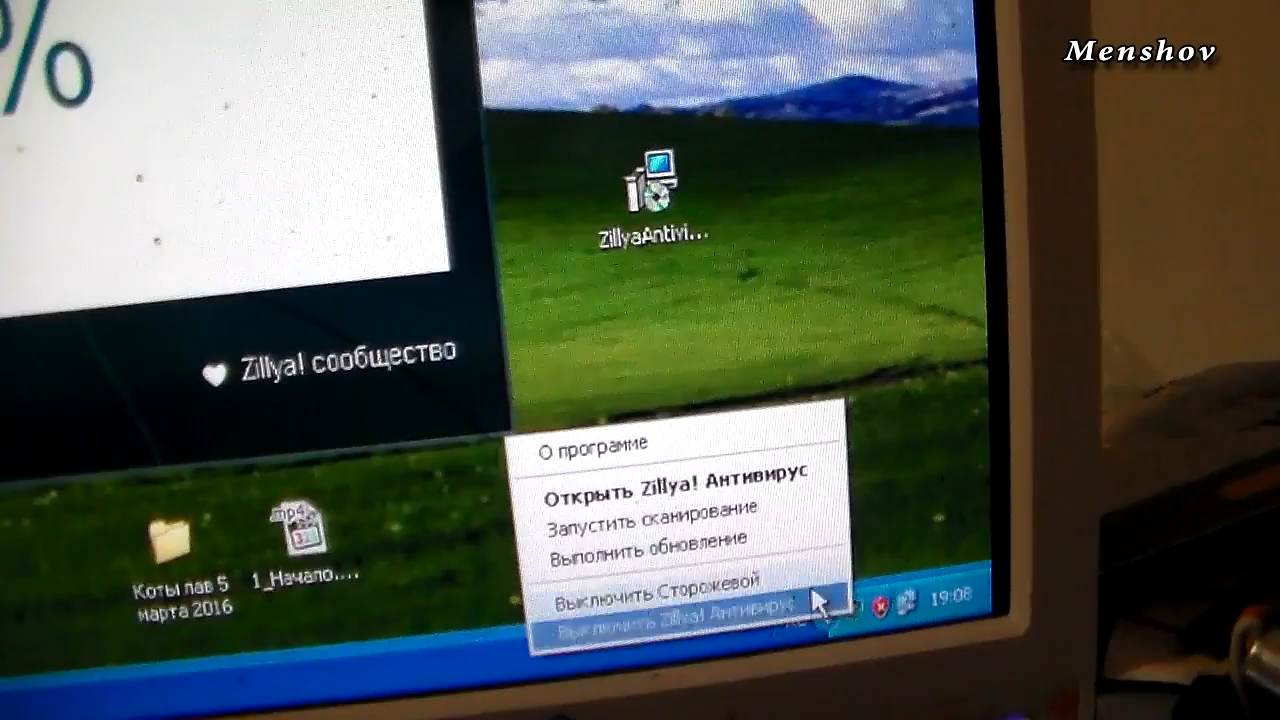 Menshov
%
ZillyaAntivi...
Zillya! сообщество
О программе
Открыть Zillya! Антивирус
Запустить сканирование
Выполнить обновление
Выключить Сторожевой
Выключить Zillya! Антивирус
Коты лав 5
марта 2016
mp4
321
1_Начало....
19:08